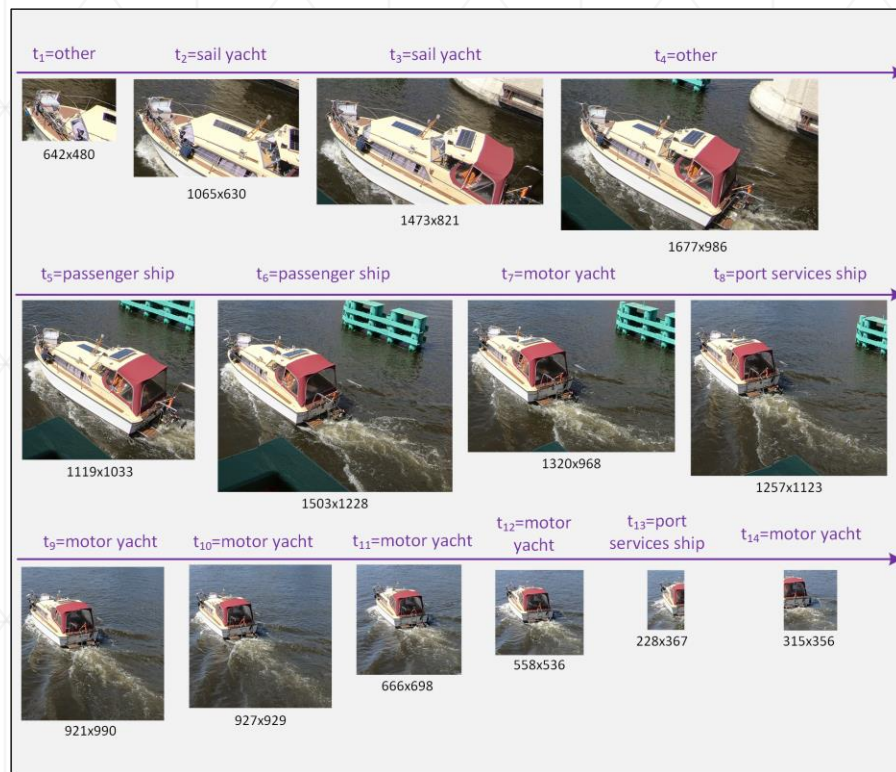 t₁=other
t₂=sail yacht
t₃=sail yacht
t₄=other
642x480
1065x630
1473x821
1677x986
t₅=passenger ship
t₆=passenger ship
t₇=motor yacht
t₈=port services ship
1119x1033
1503x1228
1320x968
1257x1123
t₉=motor yacht
t₁₀=motor yacht
t₁₁=motor yacht
t₁₂=motor
yacht
t₁₃=port
services ship
t₁₄=motor yacht
921x990
927x929
666x698
558x536
228x367
315x356